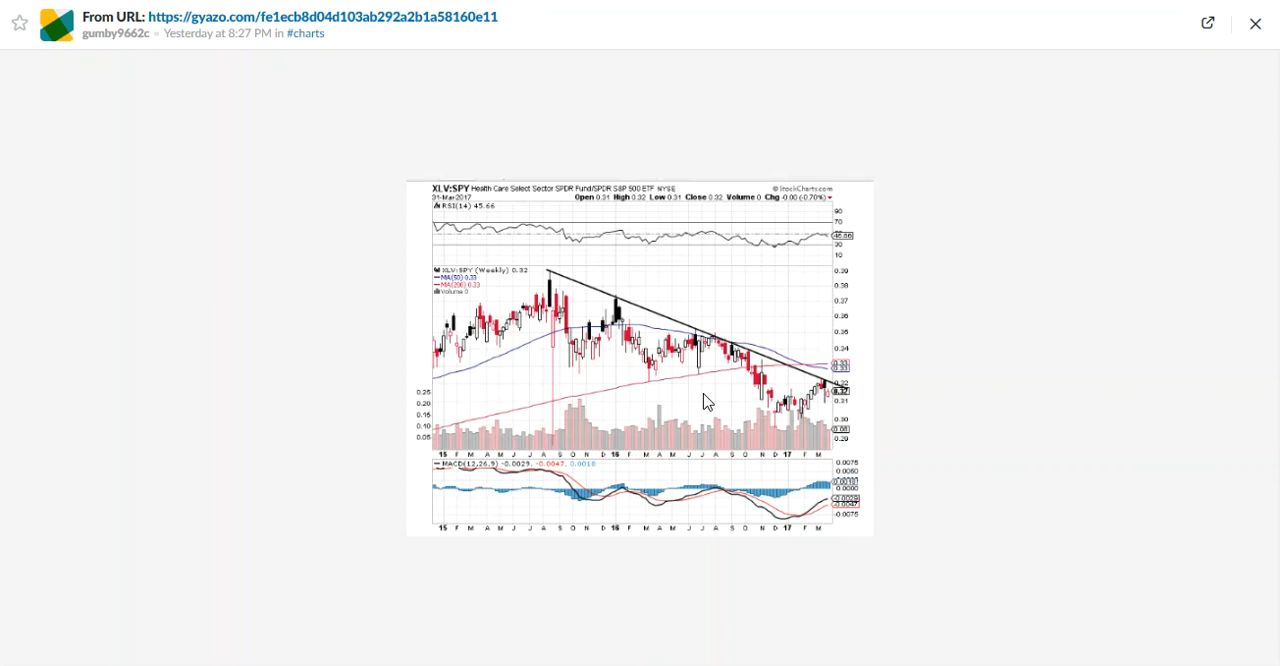 From URL: https://gyazo.com/fe1ecb8d04d103ab292a2b1a58160e11
gumby9662c • Yesterday at 8:27 PM in #charts
XLV:SPY Health Care Select Sector SPDR Fund/SPDR S&P 500 ETF NYSE © StockCharts.com
31-Mar-2017 Open 0.31 High 0.32 Low 0.31 Close 0.32 Volume 0 Chg -0.00 (-0.70%)
RSI(14) 45.66
90
70
30
10
XLV:SPY (Weekly) 0.32
MA(50) 0.33
MA(200) 0.33
Volume 0
0.39
0.38
0.37
0.36
0.35
0.34
0.33
0.33
0.32
0.32
0.31
0.30
0.25
0.20
0.15
0.10
0.05
15 F M A M J J A S O N D 16 F M A M J J A S O N D 17 F M
MACD(12,26,9) -0.0029, -0.0047, 0.0018
0.0075
0.0050
0.0000
-0.0029
-0.0047
-0.0075
15 F M A M J J A S O N D 16 F M A M J J A S O N D 17 F M